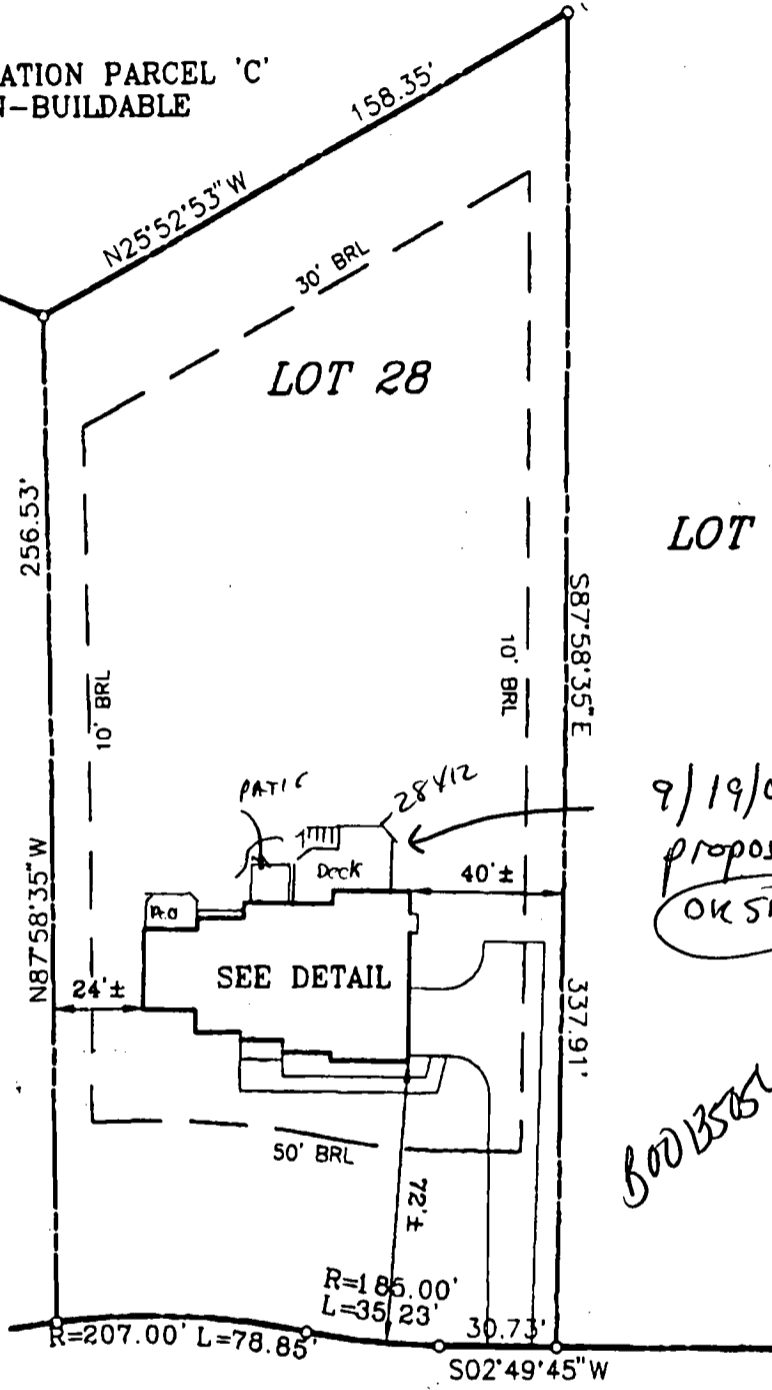 ATION PARCEL 'C'
N-BUILDABLE
158.35'
N25°52'53"W
30' BRL
LOT 28
256.53'
LOT
S87°58'35"E
10' BRL
10' BRL
PATIO
28x12
9/19/0
Deck
propos
40'±
OK
N87°58'35"W
SEE DETAIL
24'±
337.91'
50' BRL
72'±
R=185.00'
L=35.23'
30.73'
R=207.00' L=78.85'
S02°49'45"W